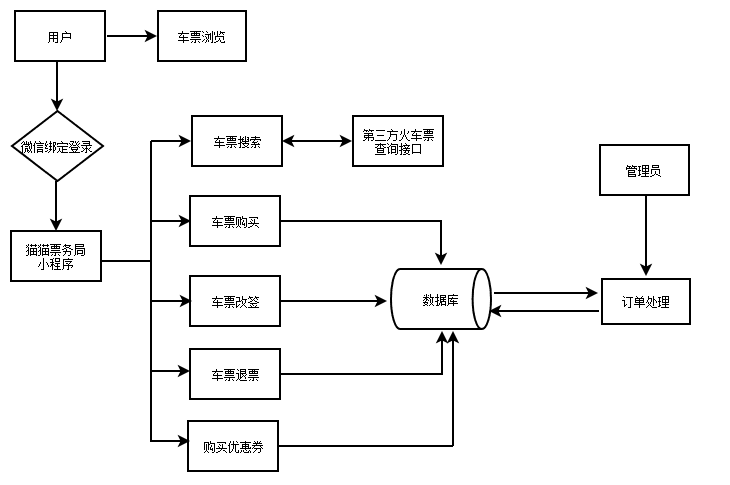 用户
车票浏览
微信绑定登录
车票搜索
第三方火车票
查询接口
管理员
车票购买
猫猫票务局
小程序
车票改签
数据库
订单处理
车票退票
购买优惠券